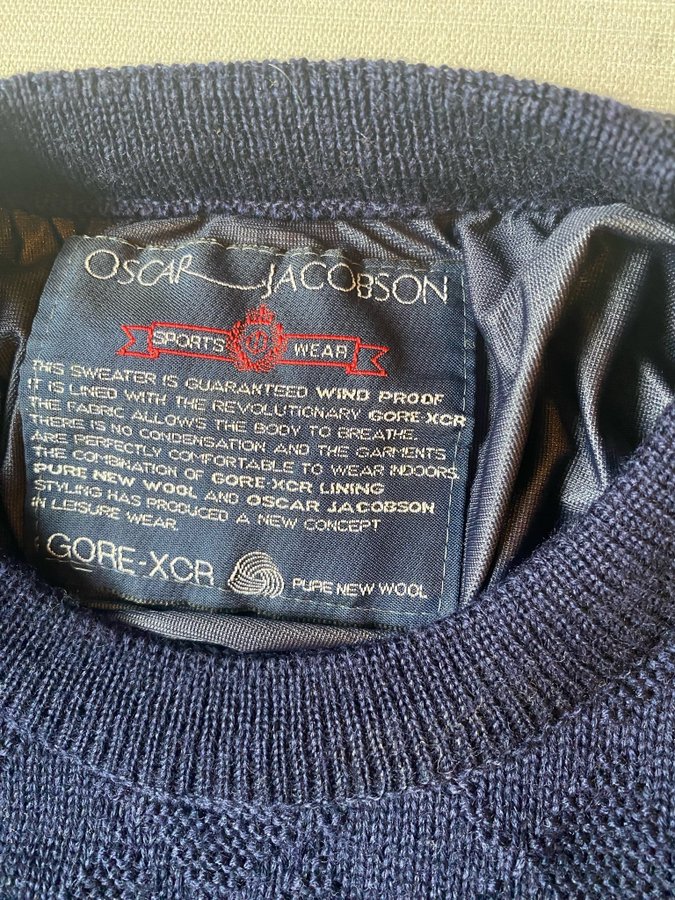 OSCAR JACOBSON
SPORTS WEAR
THIS SWEATER IS GUARANTEED WIND PROOF
IT IS LINED WITH THE REVOLUTIONARY GORE-XCR
THE FABRIC ALLOWS THE BODY TO BREATHE.
THERE IS NO CONDENSATION AND THE GARMENTS
ARE PERFECTLY COMFORTABLE TO WEAR INDOORS.
THE COMBINATION OF GORE-XCR LINING
PURE NEW WOOL AND OSCAR JACOBSON
STYLING HAS PRODUCED A NEW CONCEPT
IN LEISURE WEAR.
GORE-XCR PURE NEW WOOL